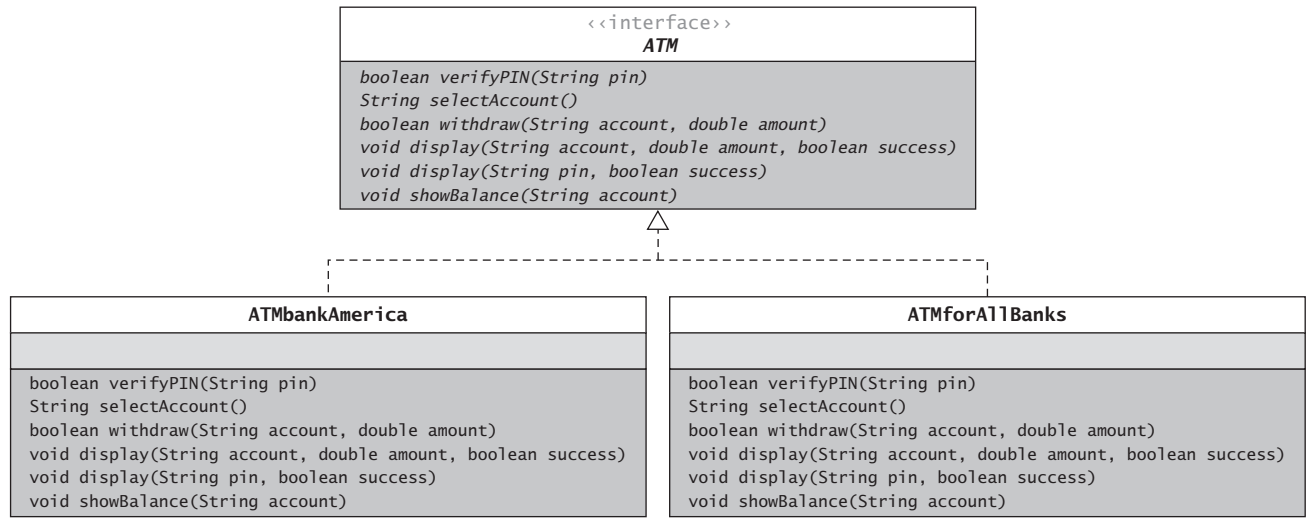 ‹‹interface››
ATM
boolean verifyPIN(String pin)
String selectAccount()
boolean withdraw(String account, double amount)
void display(String account, double amount, boolean success)
void display(String pin, boolean success)
void showBalance(String account)
ATMbankAmerica
boolean verifyPIN(String pin)
String selectAccount()
boolean withdraw(String account, double amount)
void display(String account, double amount, boolean success)
void display(String pin, boolean success)
void showBalance(String account)
ATMforAllBanks
boolean verifyPIN(String pin)
String selectAccount()
boolean withdraw(String account, double amount)
void display(String account, double amount, boolean success)
void display(String pin, boolean success)
void showBalance(String account)